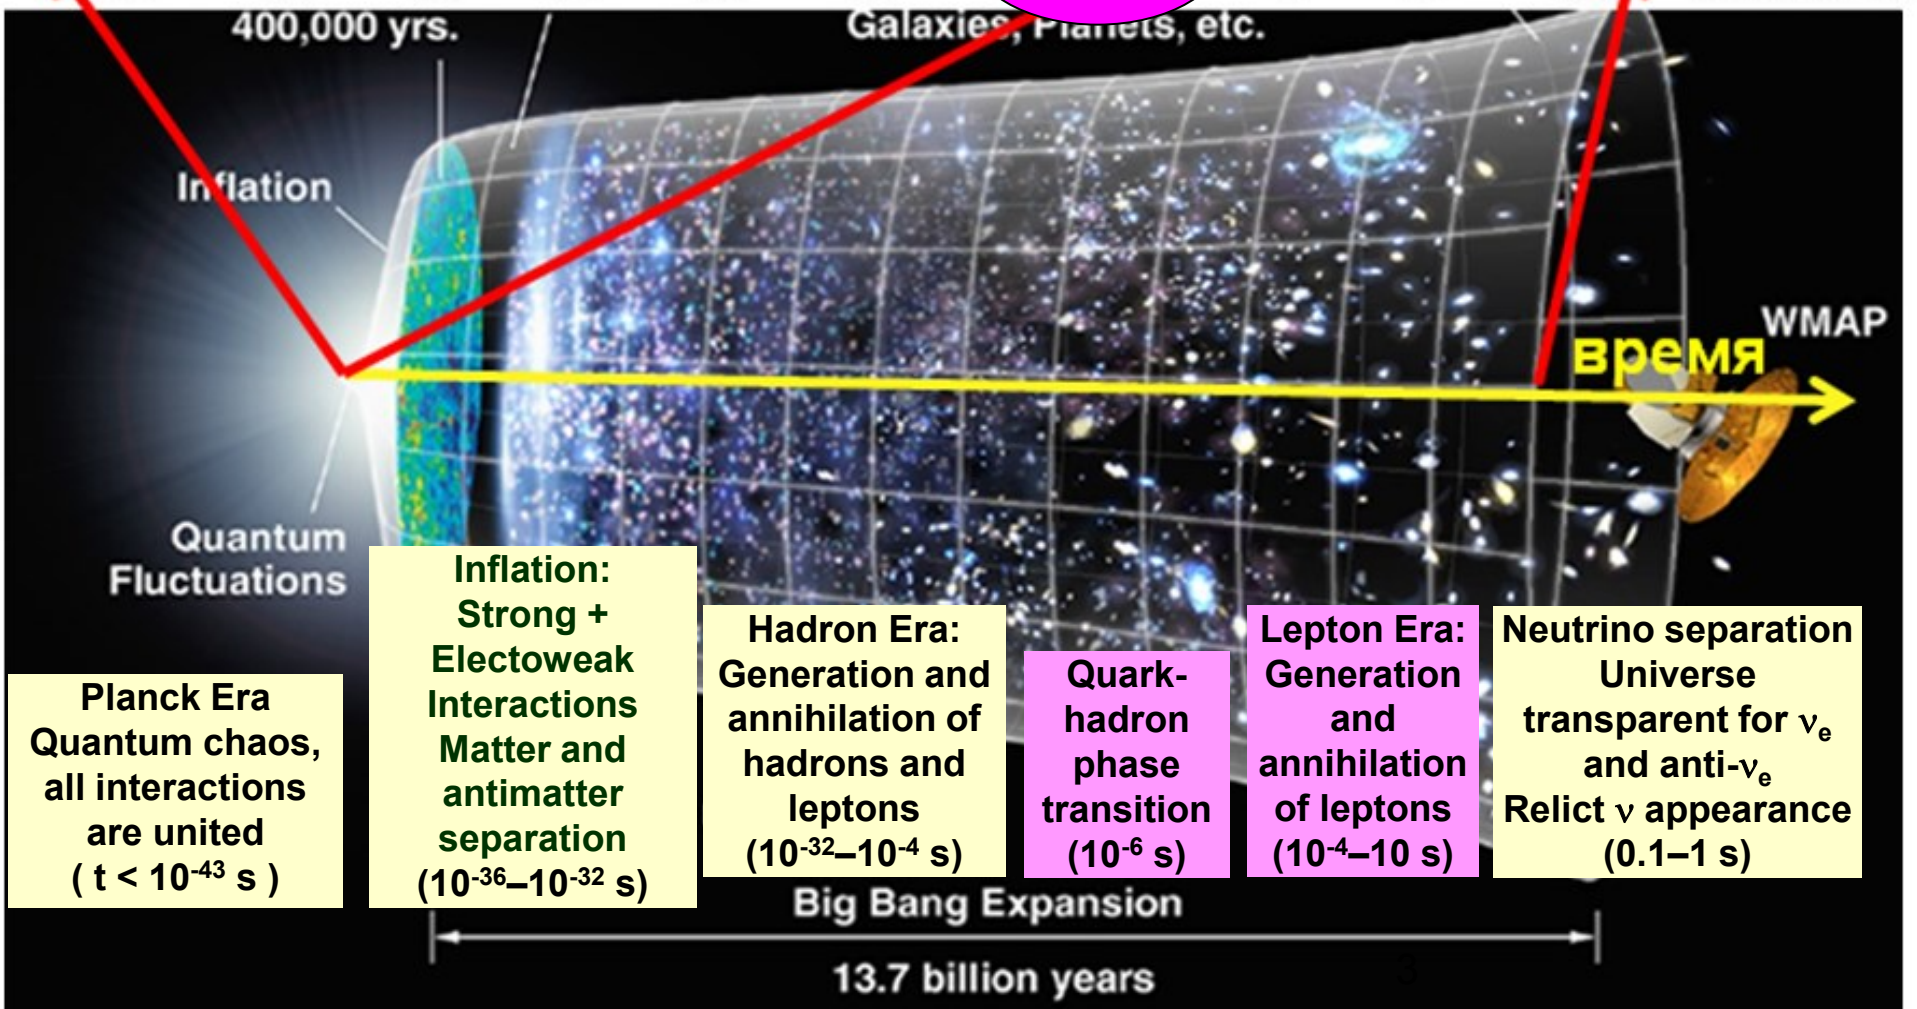 400,000 yrs.
Galaxies, Planets, etc.
Inflation
WMAP
время
Quantum
Fluctuations
Planck Era
Quantum chaos,
all interactions
are united
( t < 10⁻⁴³ s )
Inflation:
Strong +
Electoweak
Interactions
Matter and
antimatter
separation
(10⁻³⁶–10⁻³² s)
Hadron Era:
Generation and
annihilation of
hadrons and
leptons
(10⁻³²–10⁻⁴ s)
Quark-
hadron
phase
transition
(10⁻⁶ s)
Lepton Era:
Generation
and
annihilation
of leptons
(10⁻⁴–10 s)
Neutrino separation
Universe
transparent for νₑ
and anti-νₑ
Relict ν appearance
(0.1–1 s)
Big Bang Expansion
13.7 billion years
3